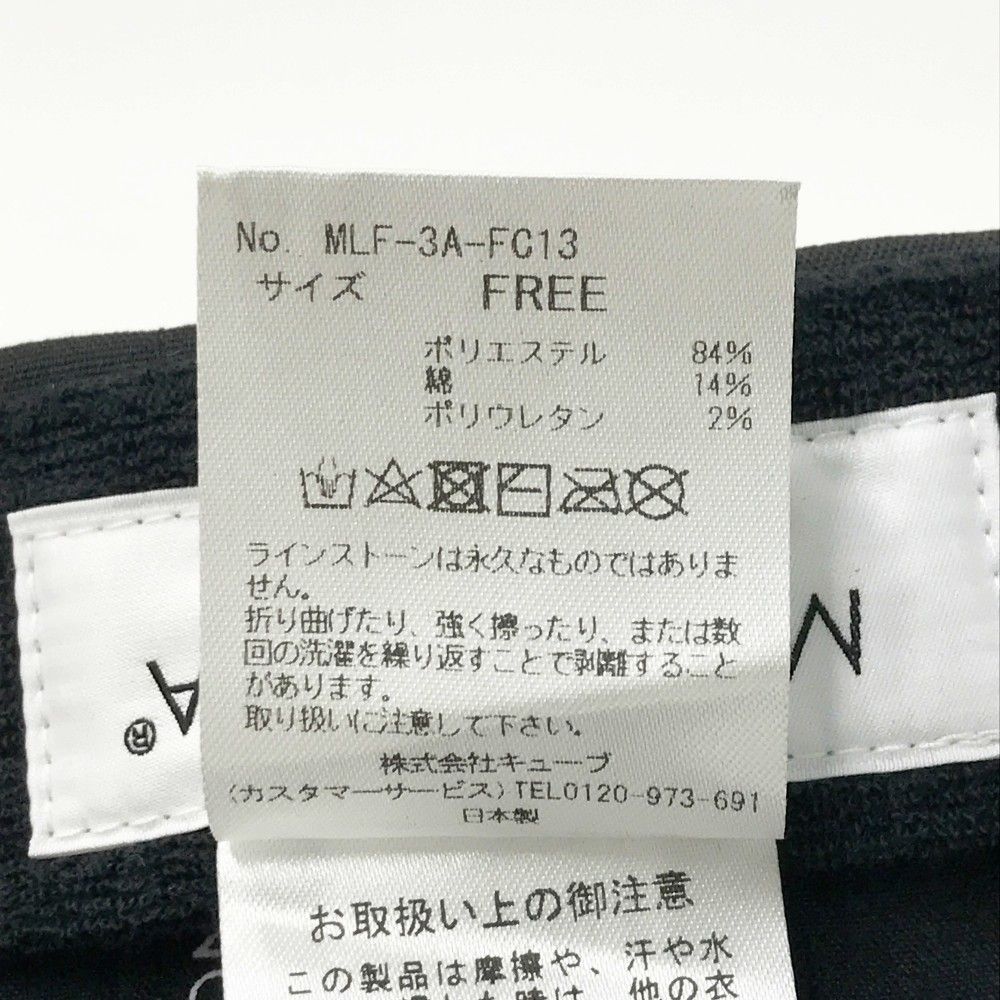 No. MLF-3A-FC13
サイズ FREE
ポリエステル 84%
綿 14%
ポリウレタン 2%
ラインストーンは永久なものではありま
せん。
折り曲げたり、強く擦ったり、または数
回の洗濯を繰り返すことで剥離すること
があります。
取り扱いに注意して下さい。
株式会社キューブ
(カスタマーサービス)TEL0120-973-691
日本製
お取扱い上の御注意
この製品は摩擦や、汗や水
M
A®